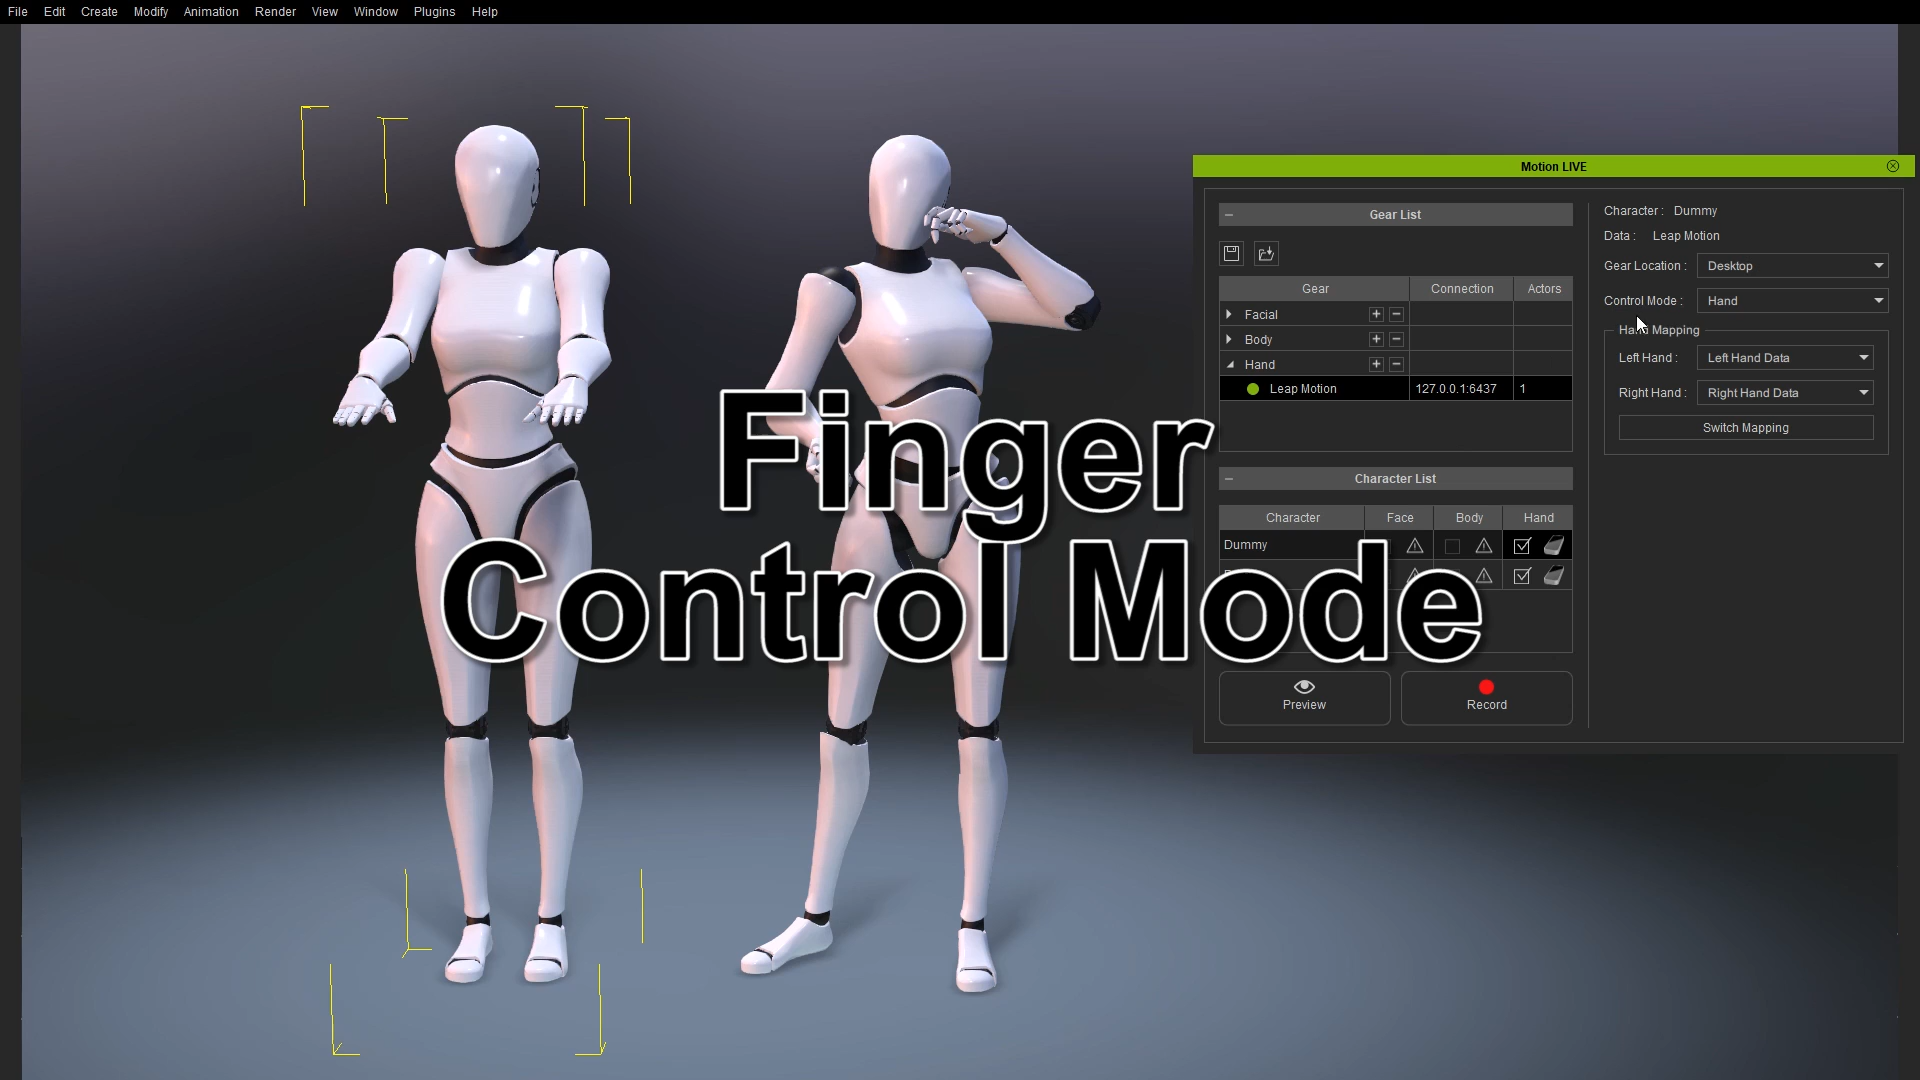 File Edit Create Modify Animation Render View Window Plugins Help
Motion LIVE
Gear List
Gear Connection Actors
Facial
Body
Hand
Leap Motion 127.0.0.1:6437 1
Character List
Character Face Body Hand
Dummy
Preview
Record
Character : Dummy
Data : Leap Motion
Gear Location : Desktop
Control Mode : Hand
Hand Mapping
Left Hand : Left Hand Data
Right Hand : Right Hand Data
Switch Mapping
Finger
Control Mode